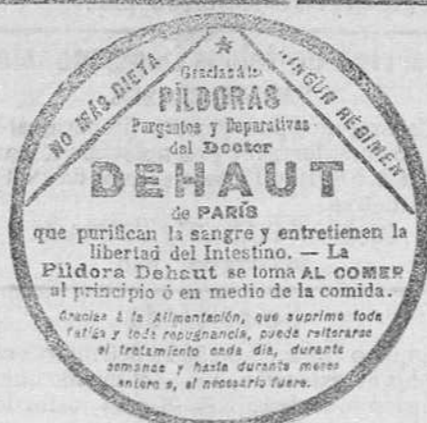 NO MÁS DIETA
NINGÚN RÉGIMEN
Gracias á las
PÍLDORAS
Purgantes y Depurativas
del Doctor
DEHAUT
de PARÍS
que purifican la sangre y entretienen la
libertad del Intestino. — La
Píldora Dehaut se toma AL COMER
al principio ó en medio de la comida.
Gracias á la Alimentación, que suprime toda
fatiga y toda repugnancia, puede reiterarse
el tratamiento cada día, durante
semanas y hasta durante meses
enteros, si necesario fuere.